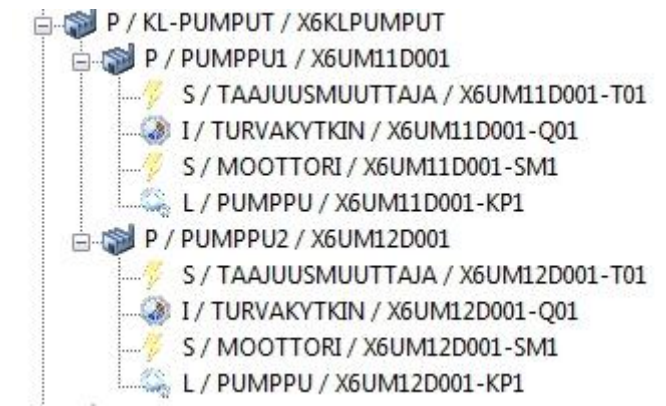 P / KL-PUMPUT / X6KLPUMPUT
P / PUMPPU1 / X6UM11D001
S / TAAJUUSMUUTTAJA / X6UM11D001-T01
I / TURVAKYTKIN / X6UM11D001-Q01
S / MOOTTORI / X6UM11D001-SM1
L / PUMPPU / X6UM11D001-KP1
P / PUMPPU2 / X6UM12D001
S / TAAJUUSMUUTTAJA / X6UM12D001-T01
I / TURVAKYTKIN / X6UM12D001-Q01
S / MOOTTORI / X6UM12D001-SM1
L / PUMPPU / X6UM12D001-KP1